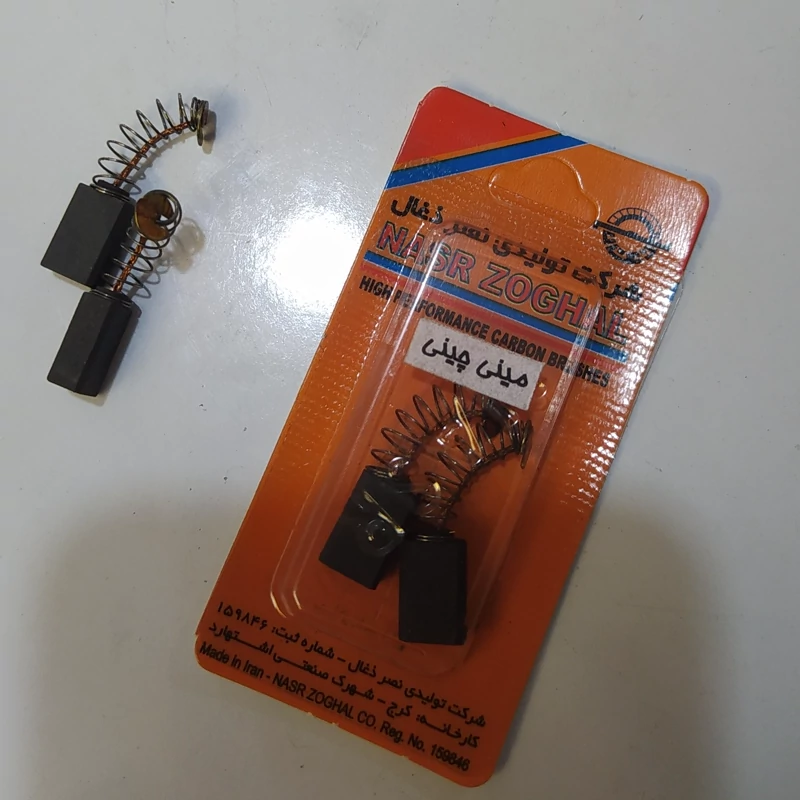 شرکت تولیدی نصر ذغال
NASR ZOGHAL
HIGH PERFORMANCE CARBON BRUSHES
مینی چینی
شرکت تولیدی نصر ذغال - شماره ثبت: ۱۵۹۸۴۶
کارخانه: کرج - شهرک صنعتی اشتهارد
Made in Iran - NASR ZOGHAL CO. Reg. No. 159846